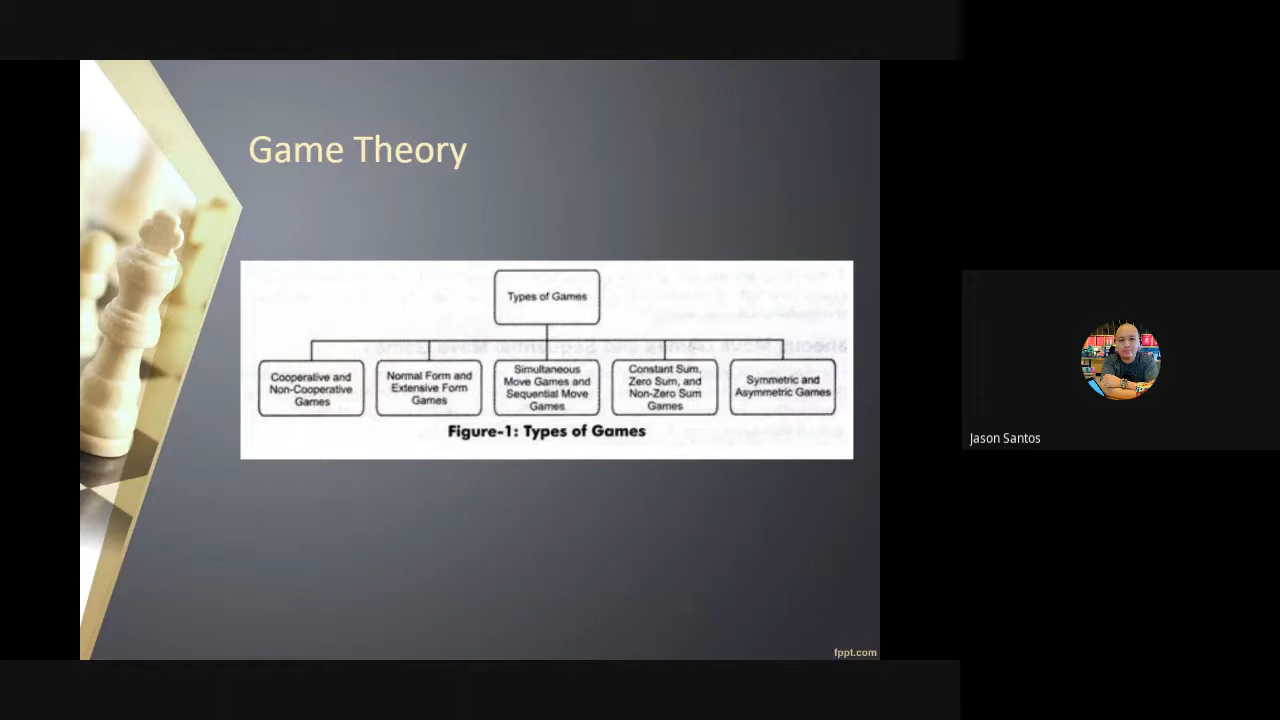 Game Theory
Types of Games
Cooperative and
Non-Cooperative
Games
Normal Form and
Extensive Form
Games
Simultaneous
Move Games and
Sequential Move
Games
Constant Sum,
Zero Sum, and
Non-Zero Sum
Games
Symmetric and
Asymmetric Games
Figure-1: Types of Games
fppt.com
Jason Santos